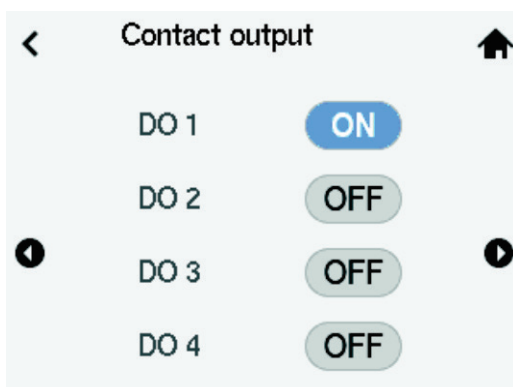 Contact output
DO 1 ON
DO 2 OFF
DO 3 OFF
DO 4 OFF